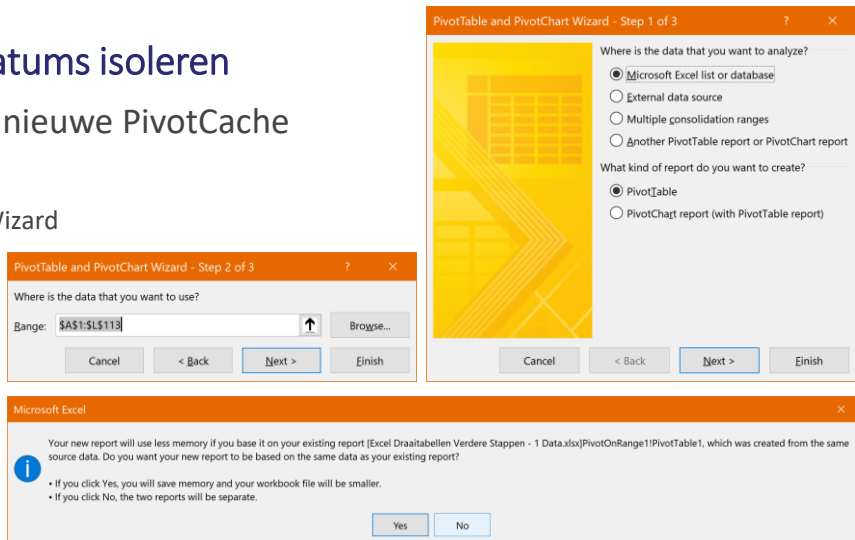 atums isoleren
nieuwe PivotCache
Wizard
PivotTable and PivotChart Wizard - Step 1 of 3 ? ×
Where is the data that you want to analyze?
Microsoft Excel list or database
External data source
Multiple consolidation ranges
Another PivotTable report or PivotChart report
What kind of report do you want to create?
PivotTable
PivotChart report (with PivotTable report)
Cancel < Back Next > Finish
PivotTable and PivotChart Wizard - Step 2 of 3 ? ×
Where is the data that you want to use?
Range: $A$1:$L$113 Browse...
Cancel < Back Next > Finish
Microsoft Excel ×
Your new report will use less memory if you base it on your existing report [Excel Draaitabellen Verdere Stappen - 1 Data.xlsx]PivotOnRange1!PivotTable1, which was created from the same
source data. Do you want your new report to be based on the same data as your existing report?
• If you click Yes, you will save memory and your workbook file will be smaller.
• If you click No, the two reports will be separate.
Yes No